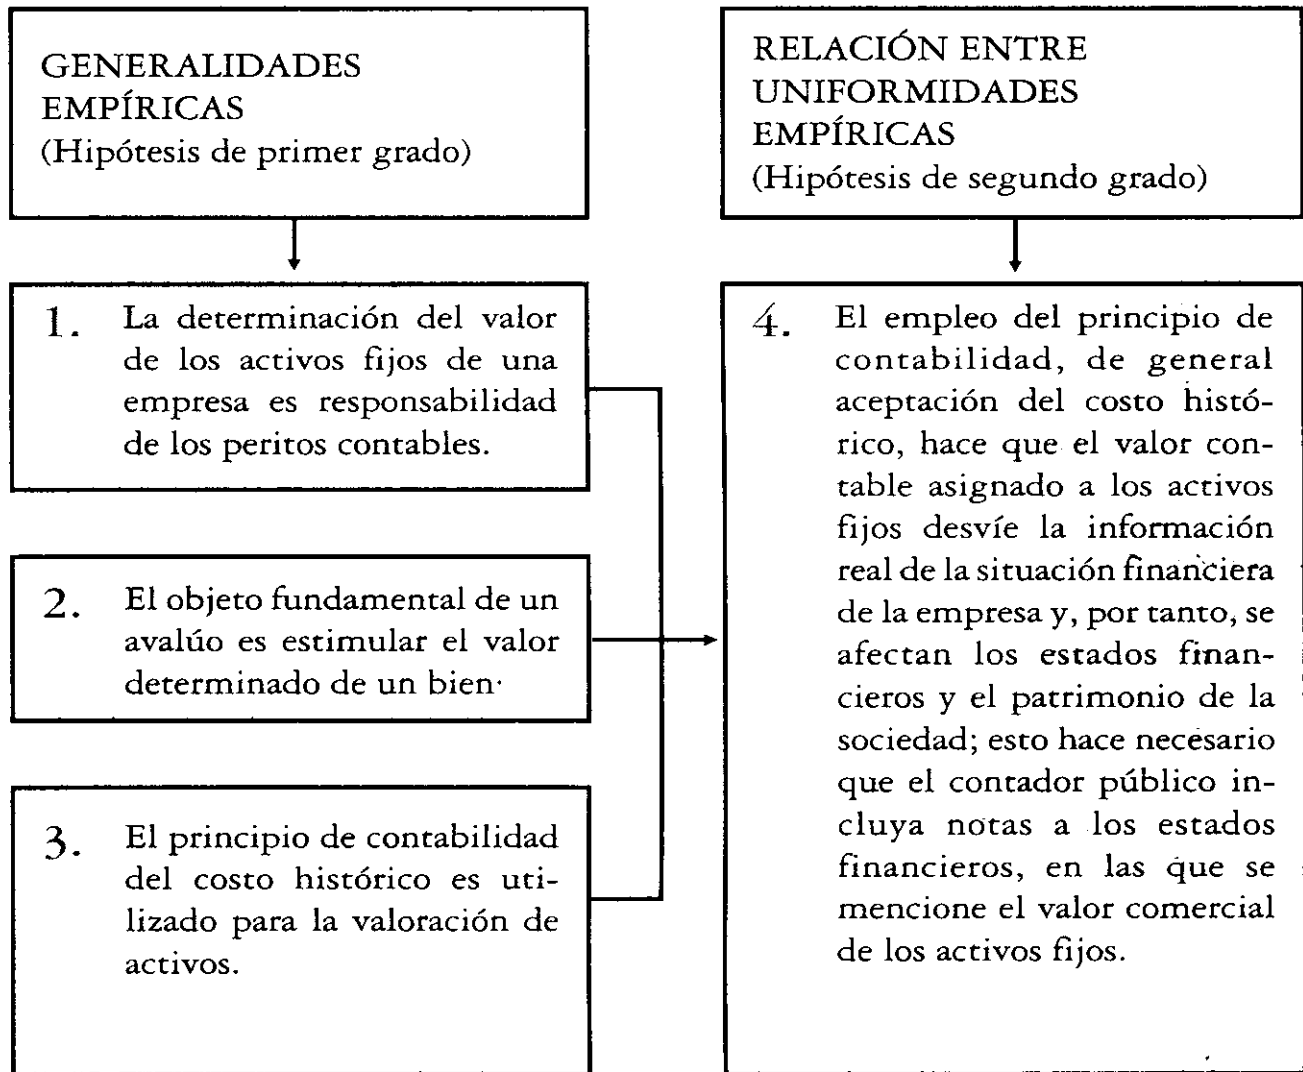 GENERALIDADES
EMPÍRICAS
(Hipótesis de primer grado)
1. La determinación del valor
de los activos fijos de una
empresa es responsabilidad
de los peritos contables.
2. El objeto fundamental de un
avalúo es estimular el valor
determinado de un bien·
3. El principio de contabilidad
del costo histórico es uti-
lizado para la valoración de
activos.
RELACIÓN ENTRE
UNIFORMIDADES
EMPÍRICAS
(Hipótesis de segundo grado)
4. El empleo del principio de
contabilidad, de general
aceptación del costo histó-
rico, hace que el valor con-
table asignado a los activos
fijos desvíe la información
real de la situación financiera
de la empresa y, por tanto, se
afectan los estados finan-
cieros y el patrimonio de la
sociedad; esto hace necesario
que el contador público in-
cluya notas a los estados
financieros, en las que se
mencione el valor comercial
de los activos fijos.